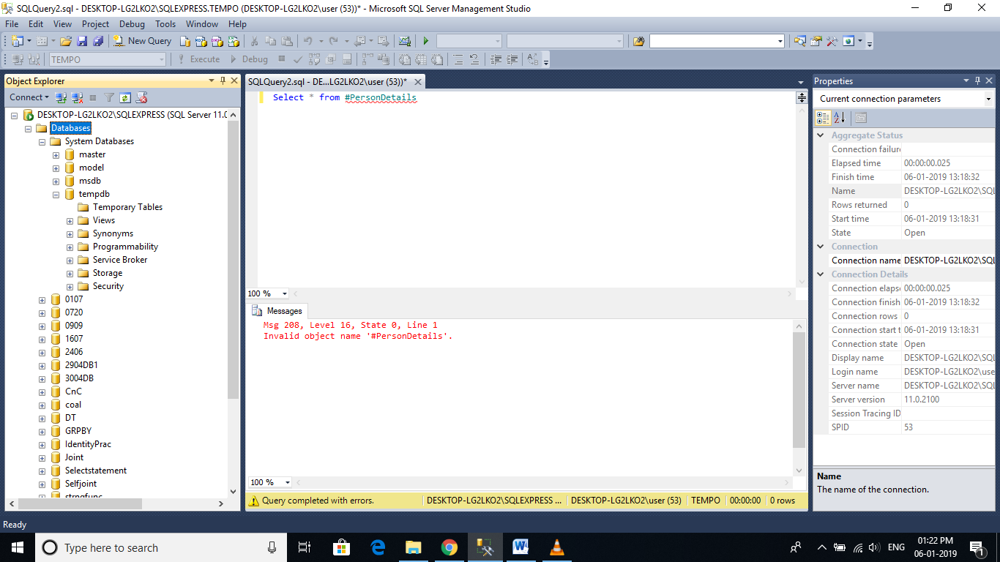 SQLQuery2.sql - DESKTOP-LG2LKO2\SQLEXPRESS.TEMPO (DESKTOP-LG2LKO2\user (53))* - Microsoft SQL Server Management Studio
File Edit View Project Debug Tools Window Help
New Query
TEMPO Execute Debug
Object Explorer
Connect
DESKTOP-LG2LKO2\SQLEXPRESS (SQL Server 11.0
Databases
System Databases
master
model
msdb
tempdb
Temporary Tables
Views
Synonyms
Programmability
Service Broker
Storage
Security
0107
0720
0909
1607
2406
2904DB1
3004DB
CnC
coal
DT
GRPBY
IdentityPrac
Joint
Selectstatement
Selfjoint
strngfunc
SQLQuery2.sql - DE...LG2LKO2\user (53))*
Select * from #PersonDetails
100 %
Messages
Msg 208, Level 16, State 0, Line 1
Invalid object name '#PersonDetails'.
100 %
Query completed with errors. DESKTOP-LG2LKO2\SQLEXPRESS ... DESKTOP-LG2LKO2\user (53) TEMPO 00:00:00 0 rows
Properties
Current connection parameters
Aggregate Status
Connection failure
Elapsed time 00:00:00.025
Finish time 06-01-2019 13:18:32
Name DESKTOP-LG2LKO2\SQL
Rows returned 0
Start time 06-01-2019 13:18:31
State Open
Connection
Connection name DESKTOP-LG2LKO2\SQL
Connection Details
Connection elapse 00:00:00.025
Connection finish 06-01-2019 13:18:32
Connection rows 0
Connection start t 06-01-2019 13:18:31
Connection state Open
Display name DESKTOP-LG2LKO2\SQL
Login name DESKTOP-LG2LKO2\use
Server name DESKTOP-LG2LKO2\SQL
Server version 11.0.2100
Session Tracing ID
SPID 53
Name
The name of the connection.
Ready
Type here to search
ENG
01:22 PM
06-01-2019
1